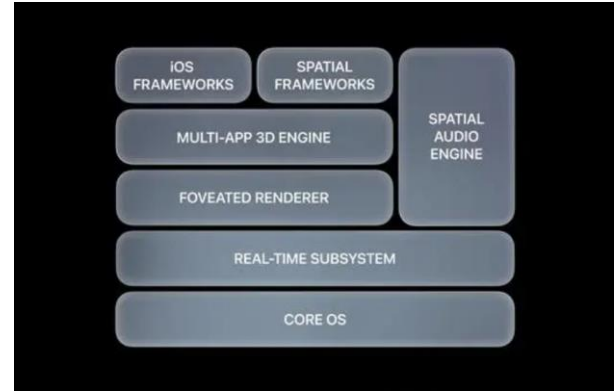 iOS
FRAMEWORKS
SPATIAL
FRAMEWORKS
SPATIAL
AUDIO
ENGINE
MULTI-APP 3D ENGINE
FOVEATED RENDERER
REAL-TIME SUBSYSTEM
CORE OS